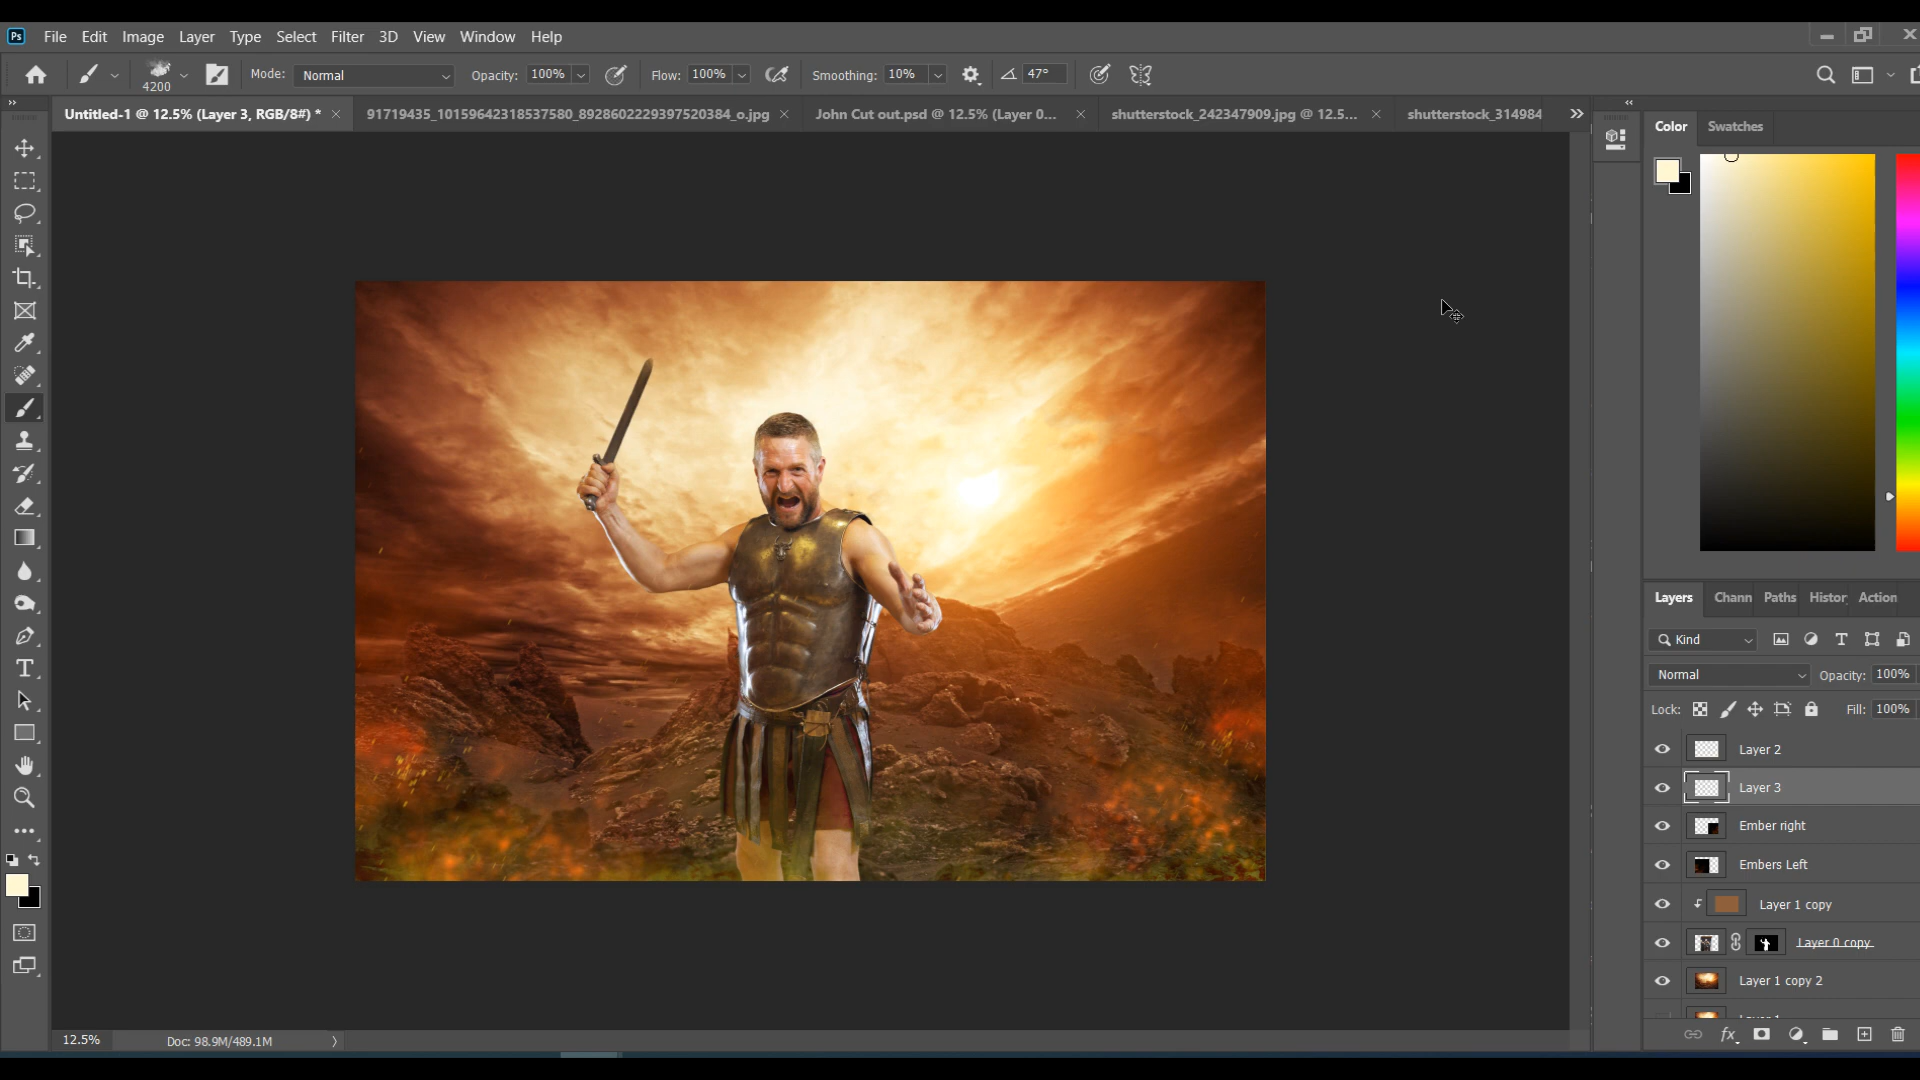 Ps File Edit Image Layer Type Select Filter 3D View Window Help
4200 Mode: Normal Opacity: 100% Flow: 100% Smoothing: 10% 47°
Untitled-1 @ 12.5% (Layer 3, RGB/8#) * 91719435_10159642318537580_8928602229397520384_o.jpg John Cut out.psd @ 12.5% (Layer 0... shutterstock_242347909.jpg @ 12.5... shutterstock_314984
Color Swatches
Layers Chann Paths Histor Action
Kind
Normal Opacity: 100%
Lock: Fill: 100%
Layer 2
Layer 3
Ember right
Embers Left
Layer 1 copy
Layer 0 copy
Layer 1 copy 2
Layer 1
fx
12.5% Doc: 98.9M/489.1M